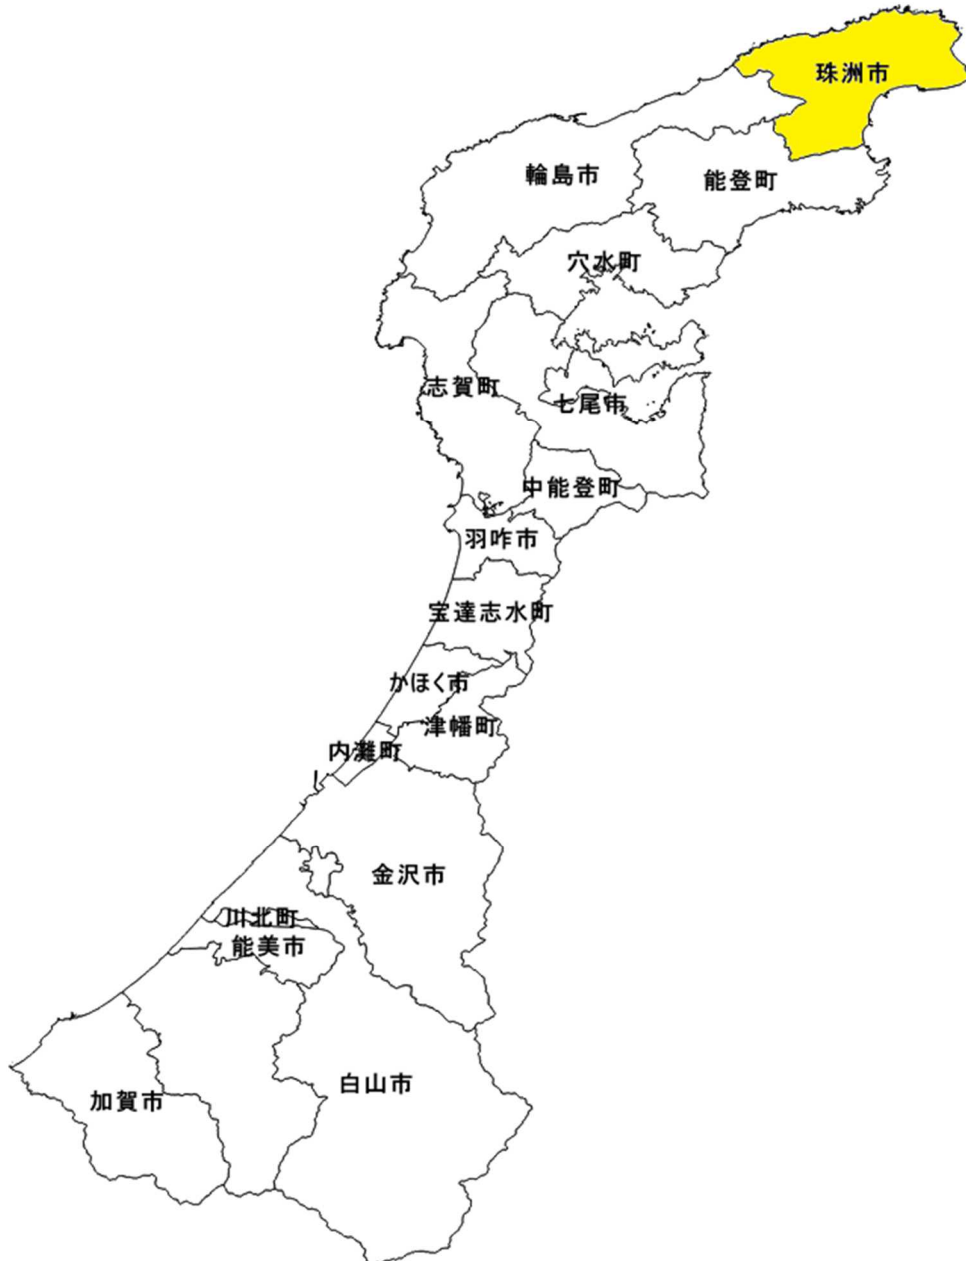 珠洲市
輪島市
能登町
穴水町
志賀町
七尾市
中能登町
羽咋市
宝達志水町
かほく市
津幡町
内灘町
金沢市
川北町
能美市
白山市
加賀市